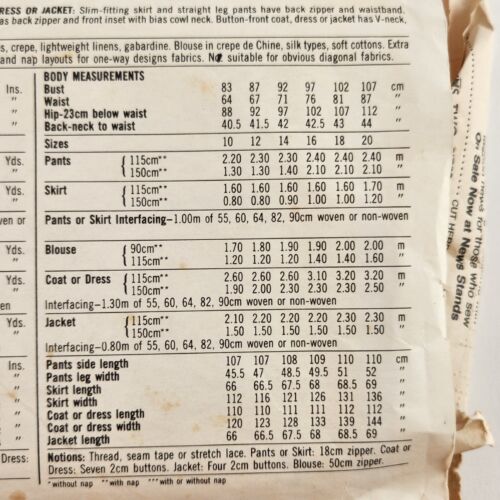 RESS OR JACKET: Slim-fitting skirt and straight leg pants have back zipper and waistband.
as back zipper and front inset with bias cowl neck. Button-front coat, dress or jacket has V-neck,
s, crepe, lightweight linens, gabardine. Blouse in crepe de Chine, silk types, soft cottons. Extra
and nap layouts for one-way designs fabrics. No suitable for obvious diagonal fabrics.
BODY MEASUREMENTS
Ins. Bust 83 87 92 97 102 107 cm
" Waist 64 67 71 76 81 87 "
" Hip-23cm below waist 88 92 97 102 107 112 "
" Back-neck to waist 40.5 41.5 42 42.5 43 44 "
Sizes 10 12 14 16 18 20
Yds. Pants {115cm** 2.20 2.30 2.30 2.40 2.40 2.40 m
" 150cm** 1.30 1.30 1.40 2.10 2.10 2.10 "
Yds. Skirt {115cm** 1.60 1.60 1.60 1.60 1.60 1.70 m
" 150cm** 0.80 0.80 0.90 1.00 1.00 1.20 "
ven or Pants or Skirt Interfacing-1.00m of 55, 60, 64, 82, 90cm woven or non-woven
Yds. Blouse {90cm** 1.70 1.80 1.90 1.90 2.00 2.00 m
" 115cm** 1.20 1.20 1.20 1.40 1.40 1.60 "
Yds. Coat or Dress {115cm** 2.60 2.60 2.60 3.10 3.20 3.20 m
" 150cm** 1.90 2.00 2.30 2.30 2.30 2.50 "
en Interfacing-1.30m of 55, 60, 64, 82, 90cm woven or non-woven
Yds. Jacket {115cm** 2.10 2.20 2.20 2.20 2.30 2.30 m
" 150cm** 1.50 1.50 1.50 1.50 1.50 1.50 "
Interfacing-0.80m of 55, 60, 64, 82, 90cm woven or non-woven
Ins. Pants side length 107 107 108 109 110 110 cm
" Pants leg width 45.5 47 48.5 49.5 51 52 "
" Skirt length 66 66.5 67.5 68 68.5 69 "
" Skirt width 112 116 121 126 131 136 "
" Coat or dress length 110 110 111 111 112 112 "
" Coat or dress width 120 123 128 133 139 144 "
" Jacket length 66 66.5 67.5 68 68.5 69 "
Dress: Notions: Thread, seam tape or stretch lace. Pants or Skirt: 18cm zipper. Coat or
Dress: Seven 2cm buttons. Jacket: Four 2cm buttons. Blouse: 50cm zipper.
*without nap **with nap ***with or without nap
news for those who sew
On Sale Now at News Stands
CUT HERE